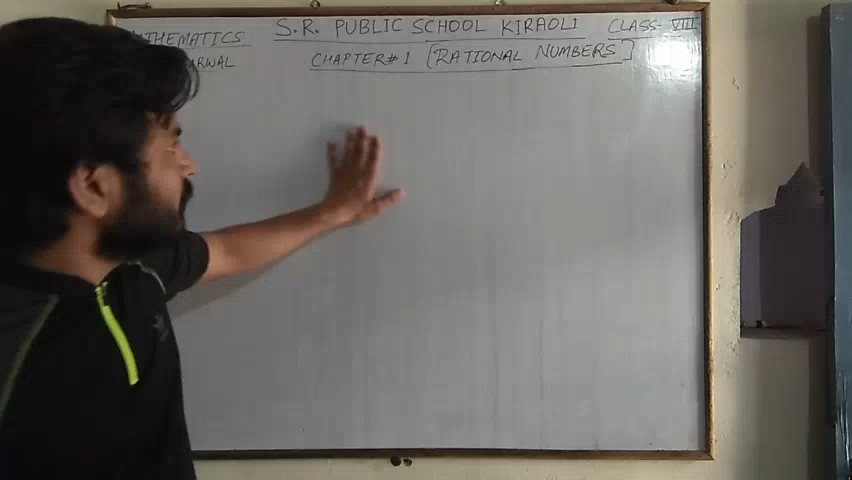 S.R. PUBLIC SCHOOL KIRAOLI CLASS- VIII
CHAPTER# 1 [RATIONAL NUMBERS]